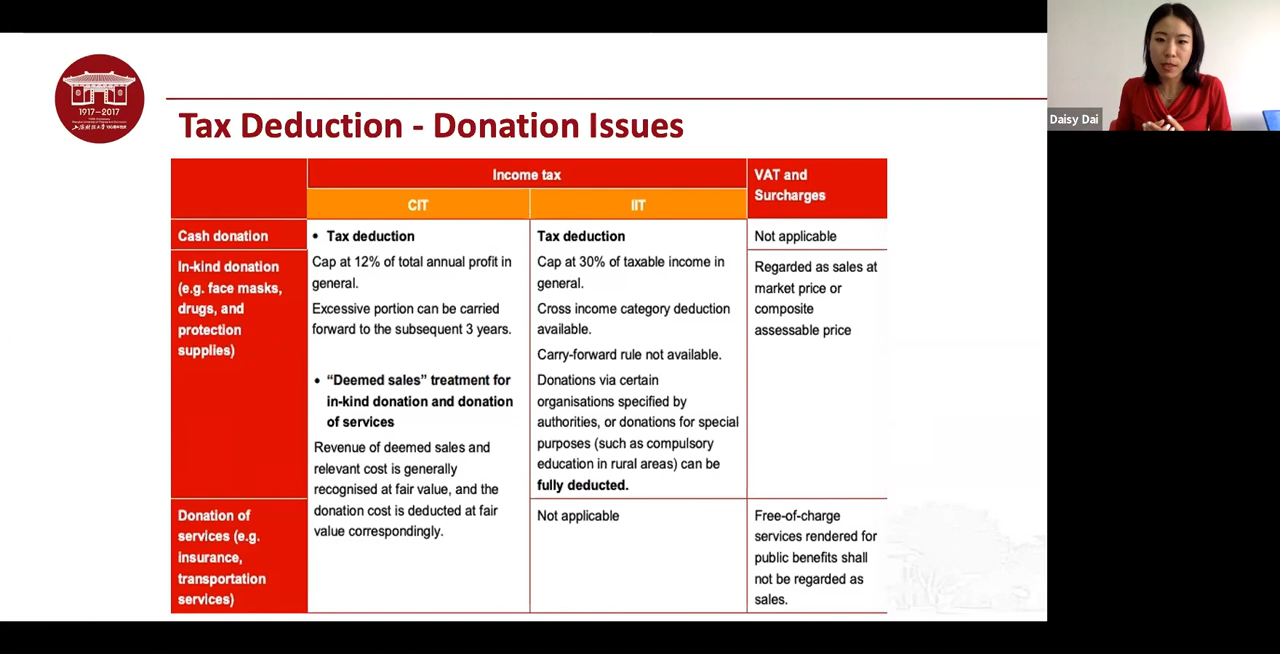 1917-2017
上海财经大学
Tax Deduction - Donation Issues
Daisy Dai
Income tax
VAT and
Surcharges
CIT
IIT
Cash donation
• Tax deduction
Tax deduction
Not applicable
In-kind donation
(e.g. face masks,
drugs, and
protection
supplies)
Cap at 12% of total annual profit in
general.
Excessive portion can be carried
forward to the subsequent 3 years.
• “Deemed sales” treatment for
in-kind donation and donation
of services
Revenue of deemed sales and
relevant cost is generally
recognised at fair value, and the
donation cost is deducted at fair
value correspondingly.
Cap at 30% of taxable income in
general.
Cross income category deduction
available.
Carry-forward rule not available.
Donations via certain
organisations specified by
authorities, or donations for special
purposes (such as compulsory
education in rural areas) can be
fully deducted.
Regarded as sales at
market price or
composite
assessable price
Donation of
services (e.g.
insurance,
transportation
services)
Not applicable
Free-of-charge
services rendered for
public benefits shall
not be regarded as
sales.